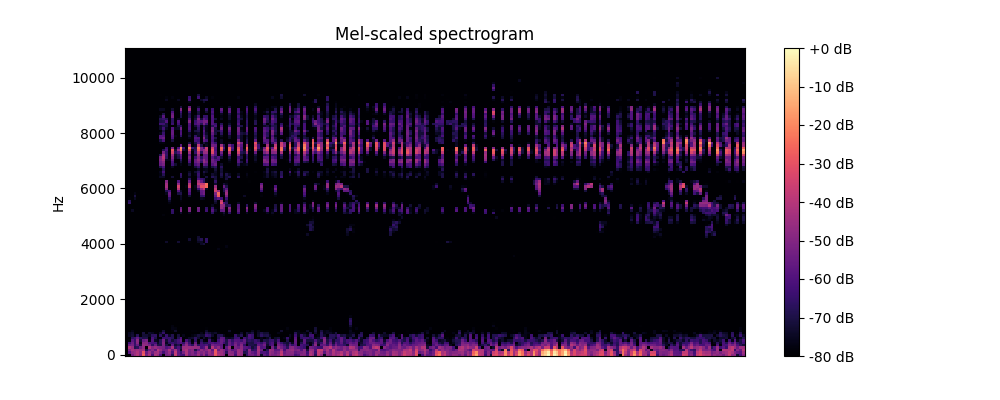 Mel-scaled spectrogram
10000
8000
6000
4000
2000
0
Hz
+0 dB
-10 dB
-20 dB
-30 dB
-40 dB
-50 dB
-60 dB
-70 dB
-80 dB